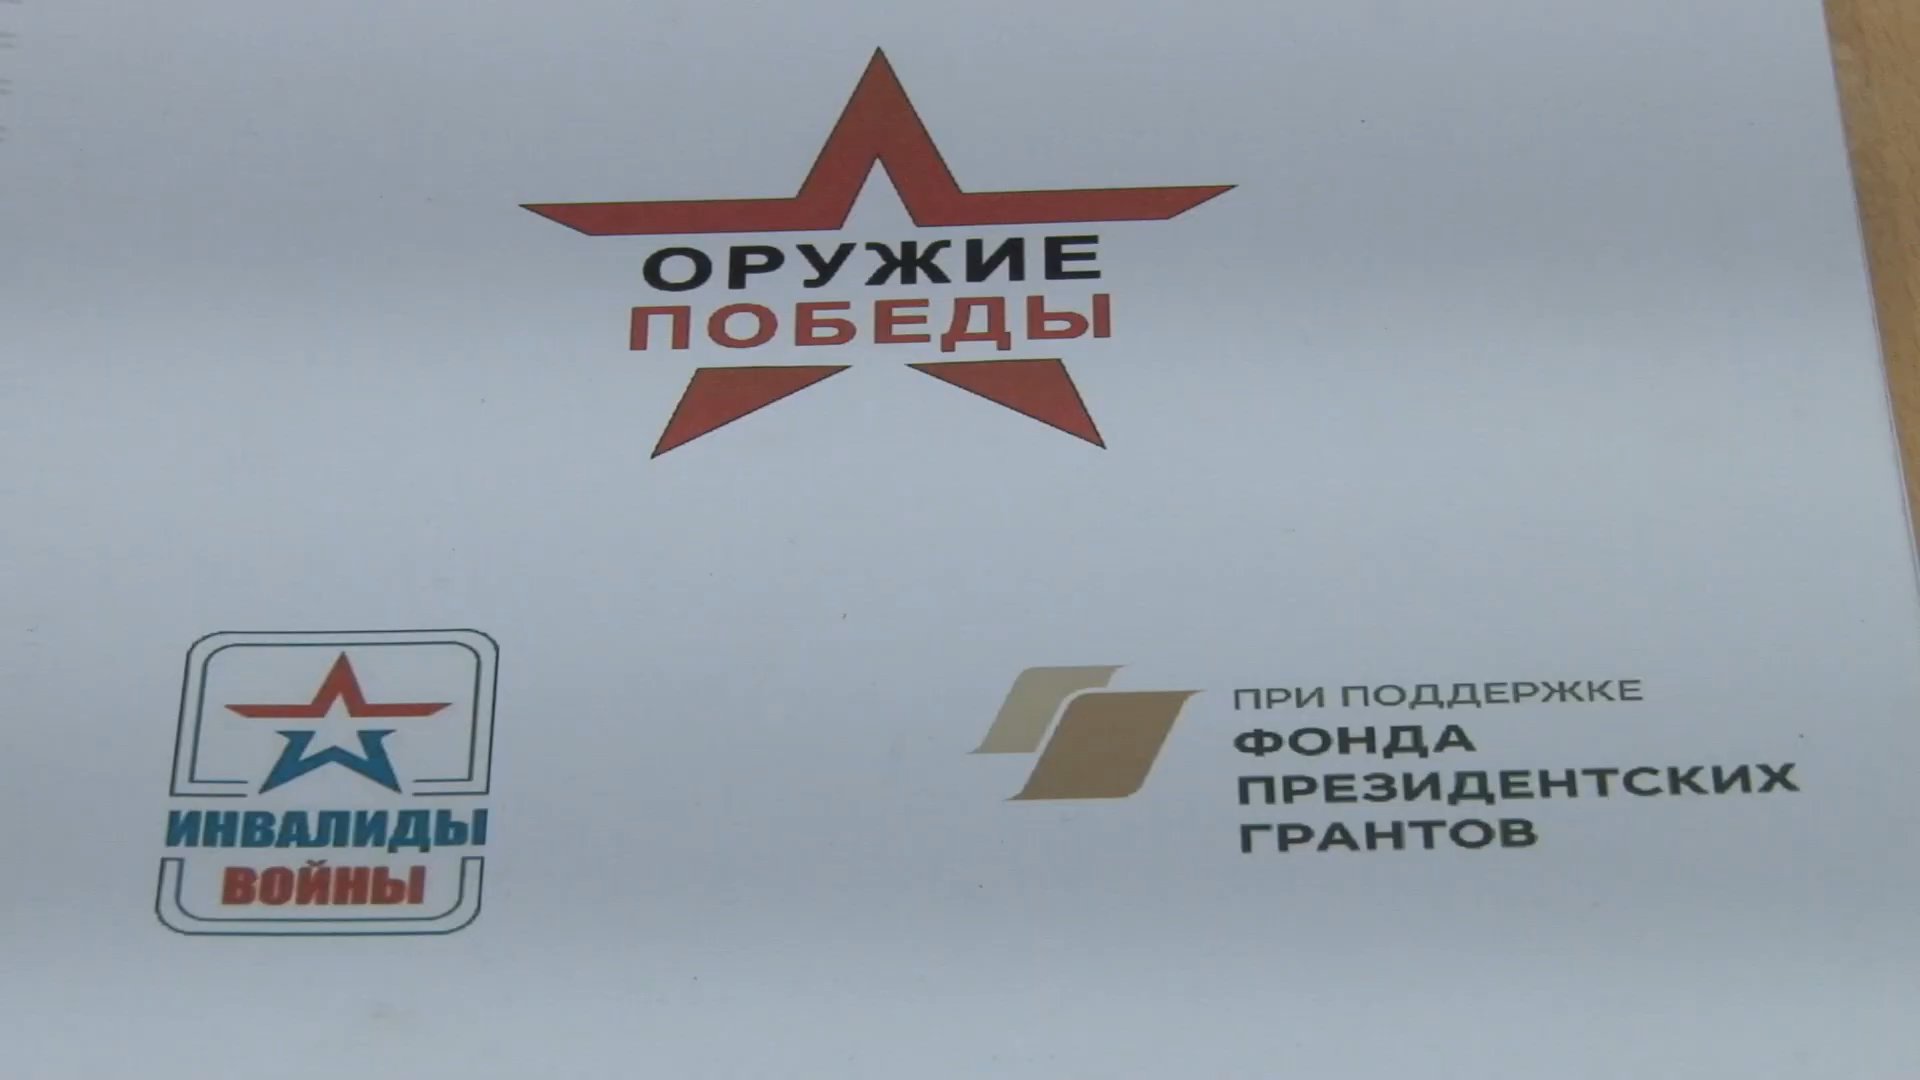 ОРУЖИЕ
ПОБЕДЫ
ИНВАЛИДЫ
ВОЙНЫ
ПРИ ПОДДЕРЖКЕ
ФОНДА
ПРЕЗИДЕНТСКИХ
ГРАНТОВ